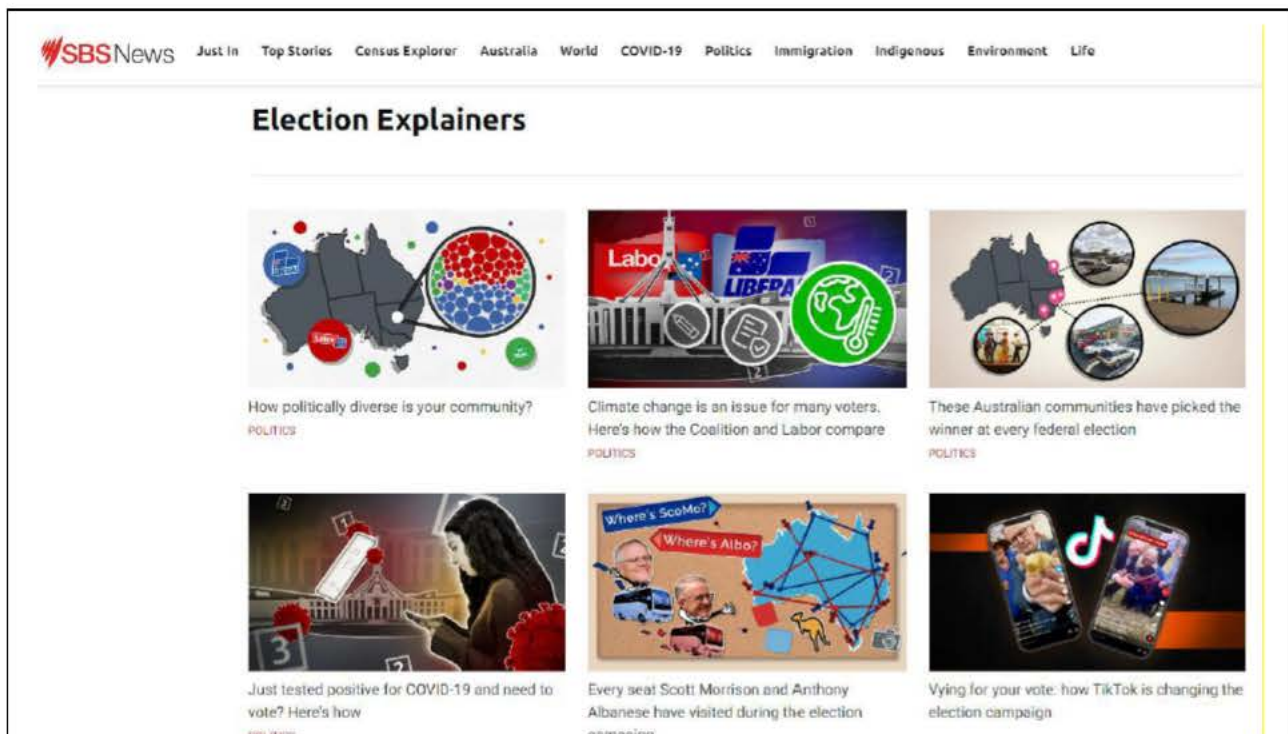 SBS News Just In Top Stories Census Explorer Australia World COVID-19 Politics Immigration Indigenous Environment Life
Election Explainers
Labor
LIBERAL
How politically diverse is your community?
POLITICS
Climate change is an issue for many voters.
Here's how the Coalition and Labor compare
POLITICS
These Australian communities have picked the
winner at every federal election
POLITICS
1
3
2
Where's ScoMo?
Where's Albo?
Just tested positive for COVID-19 and need to
vote? Here's how
POLITICS
Every seat Scott Morrison and Anthony
Albanese have visited during the election
campaign
Vying for your vote: how TikTok is changing the
election campaign